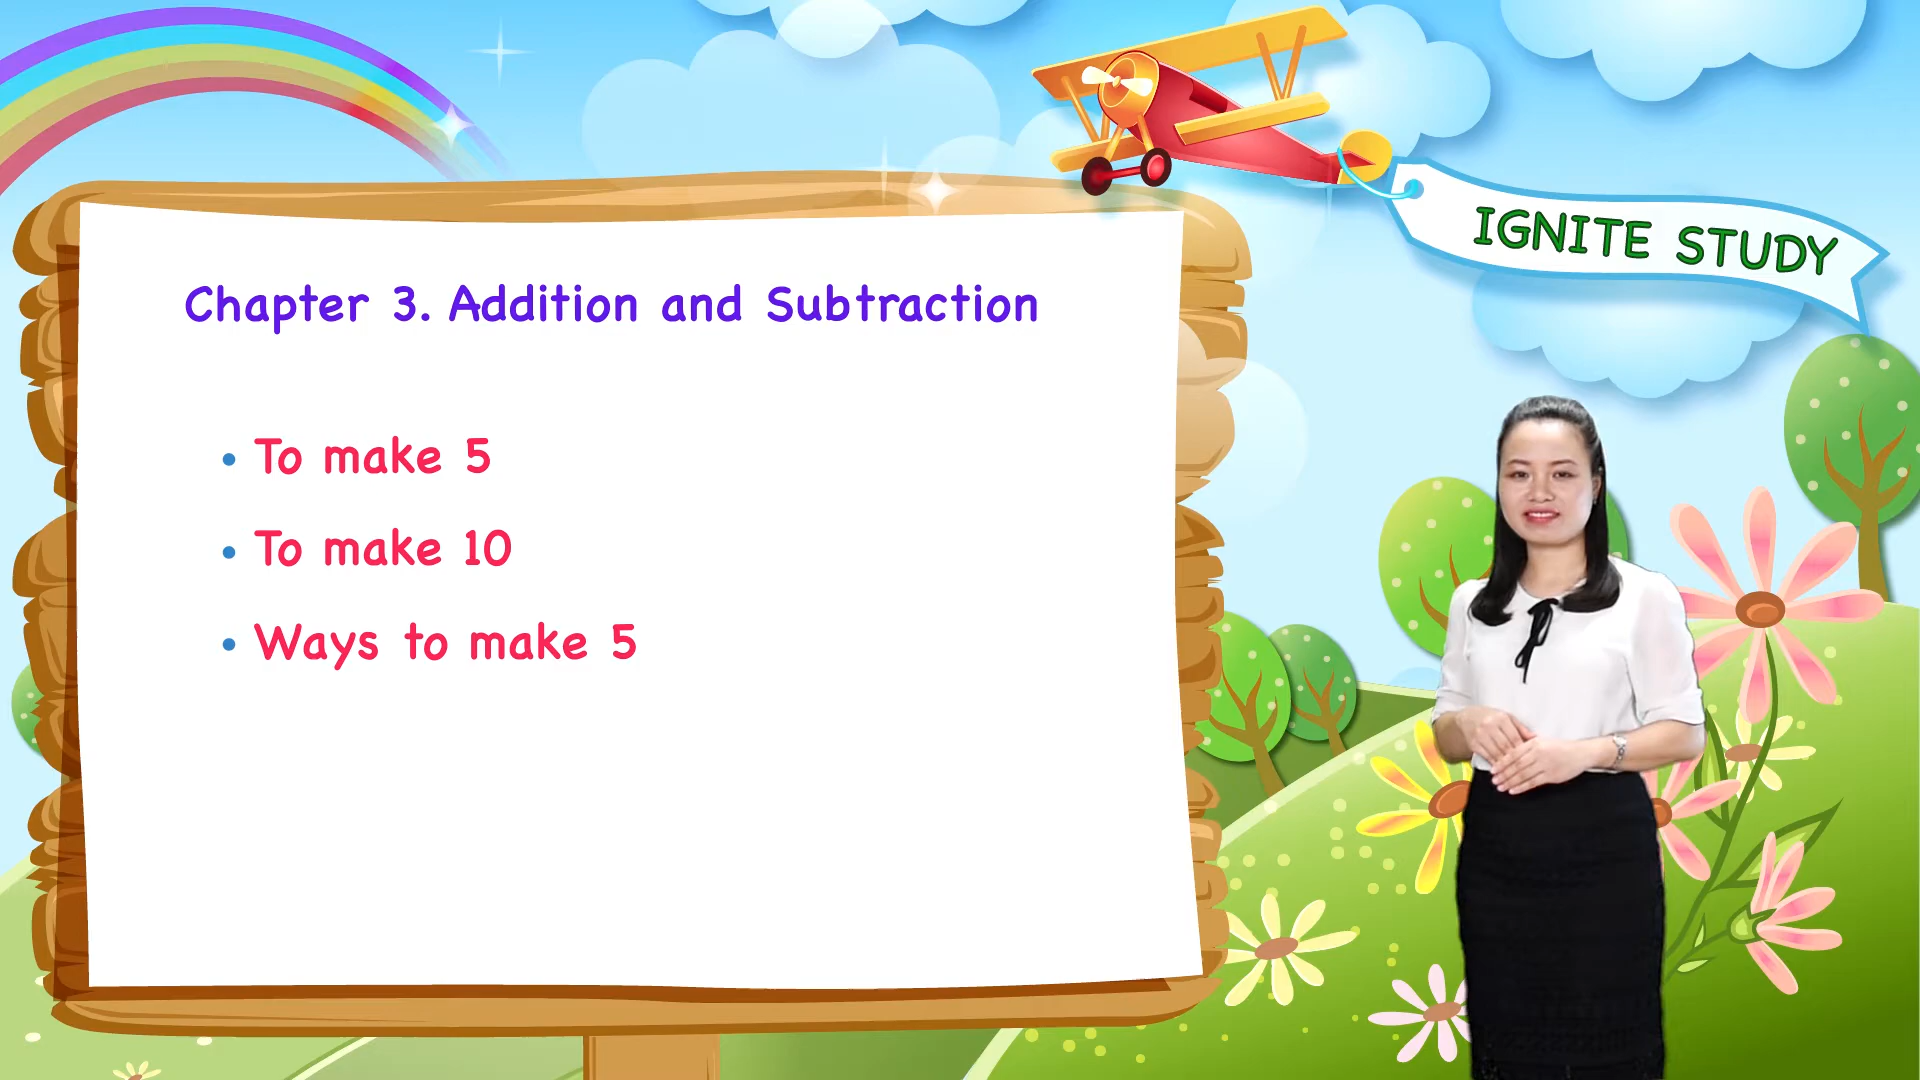 IGNITE STUDY
Chapter 3. Addition and Subtraction
• To make 5
• To make 10
• Ways to make 5